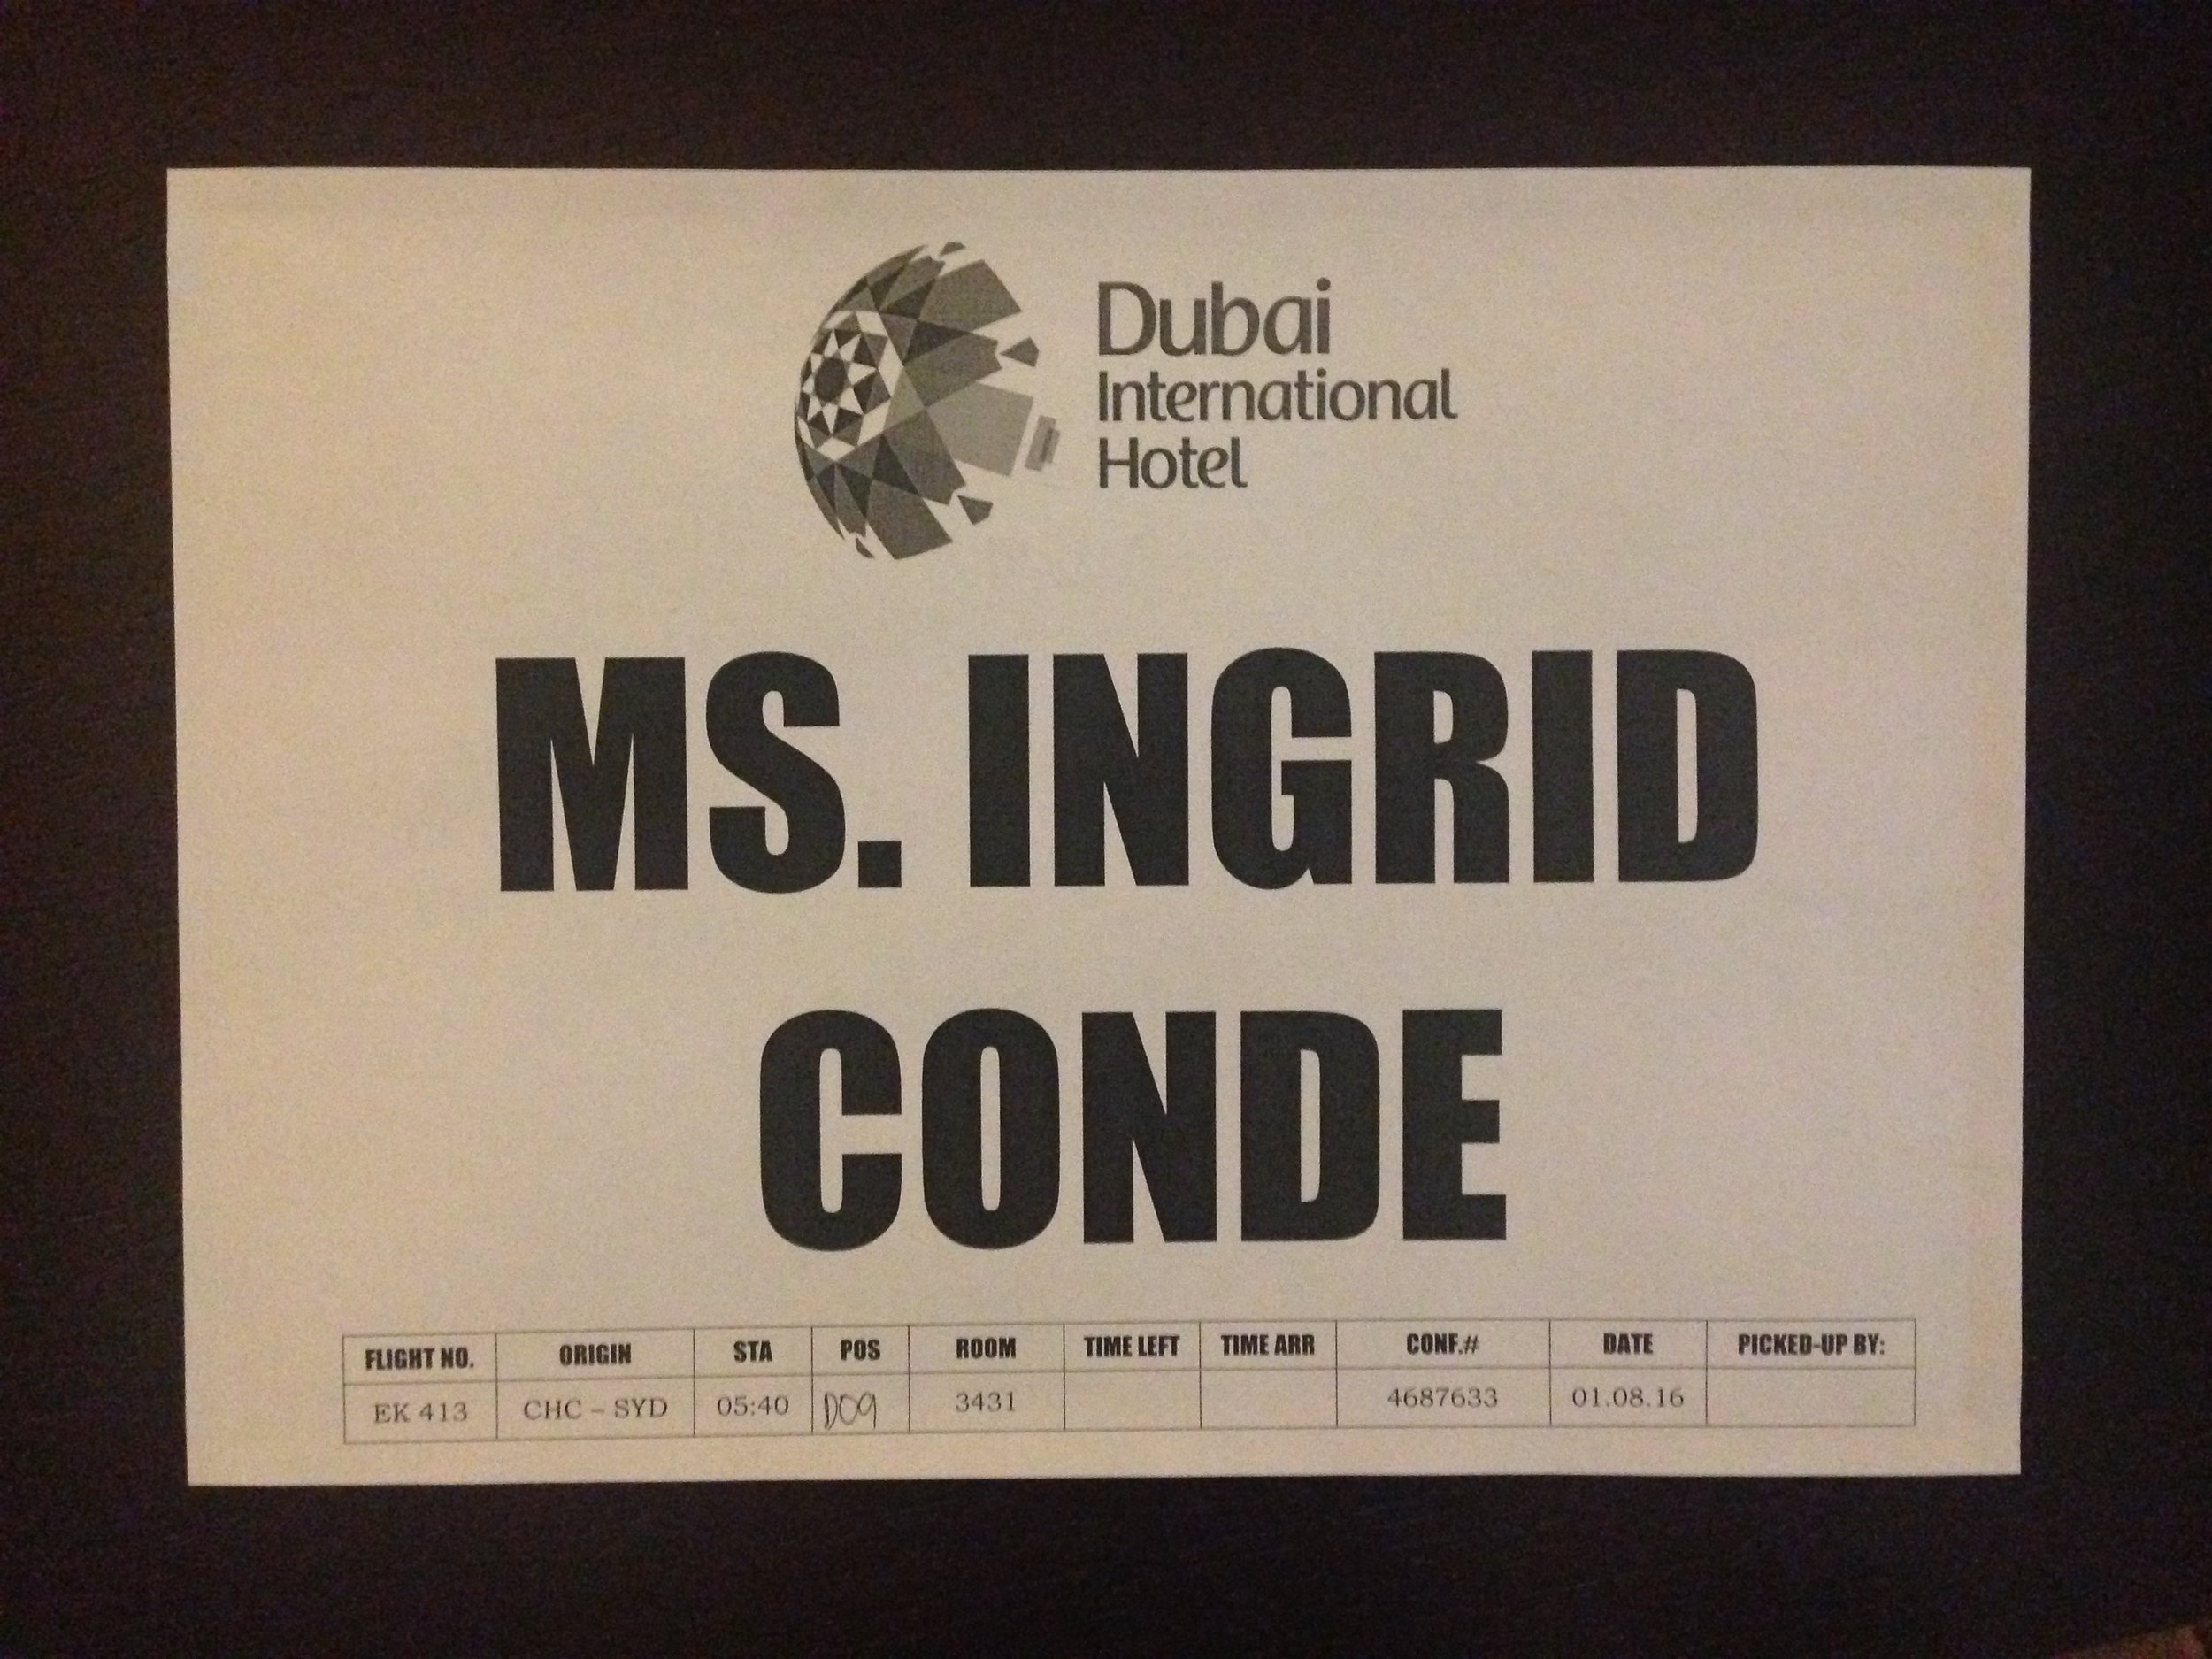 Dubai
International
Hotel
MS. INGRID
CONDE
FLIGHT NO. ORIGIN STA POS ROOM TIME LEFT TIME ARR CONF.# DATE PICKED-UP BY:
EK 413 CHC – SYD 05:40 D09 3431 4687633 01.08.16